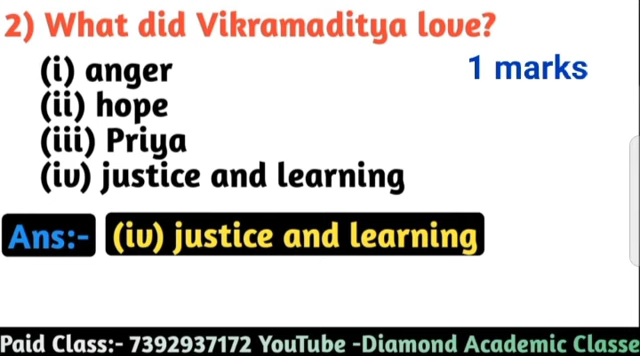 2) What did Vikramaditya love?
(i) anger
1 marks
(ii) hope
(iii) Priya
(iv) justice and learning
Ans:- (iv) justice and learning
Paid Class:- 7392937172 YouTube -Diamond Academic Classe